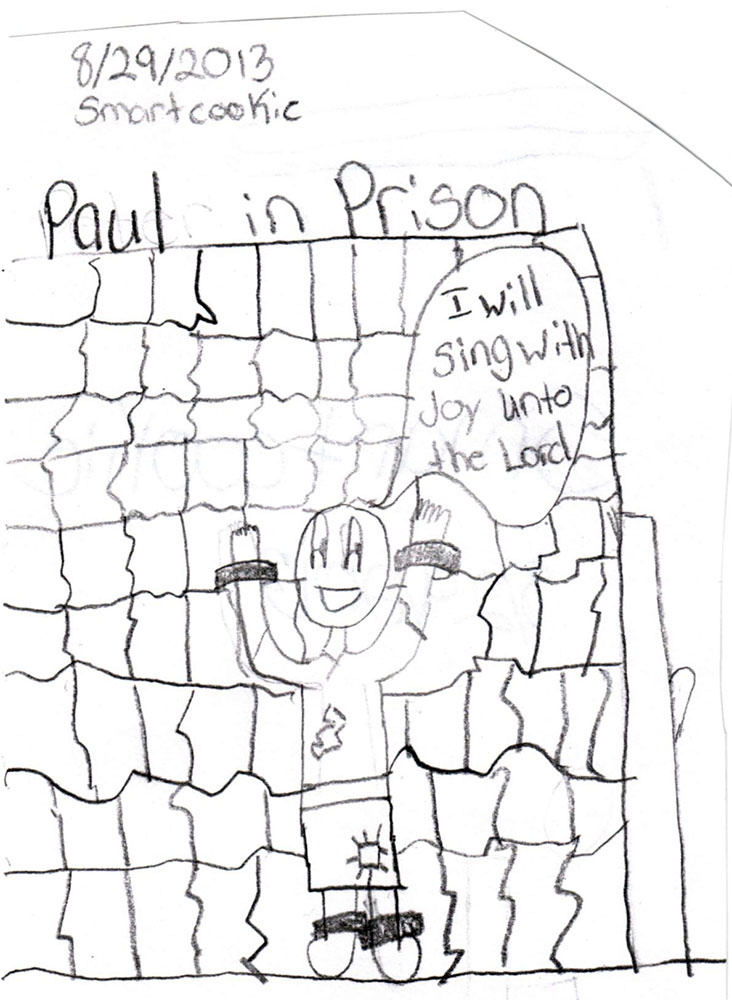 8/29/2013
Smartcookie
Paul in Prison
I will
sing with
Joy unto
the Lord